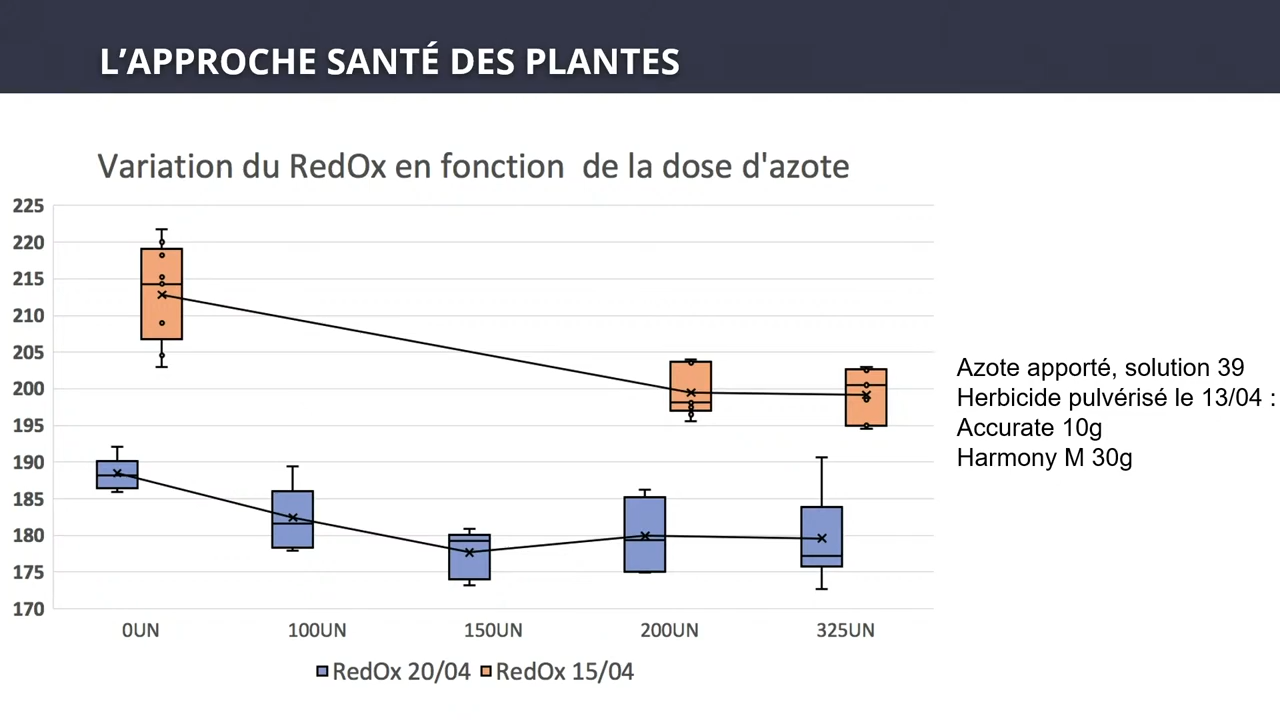 L’APPROCHE SANTÉ DES PLANTES
Variation du RedOx en fonction  de la dose d'azote
225
220
215
210
205
200
195
190
185
180
175
170
0UN
100UN
150UN
200UN
325UN
RedOx 20/04
RedOx 15/04
Azote apporté, solution 39
Herbicide pulvérisé le 13/04 :
Accurate 10g
Harmony M 30g